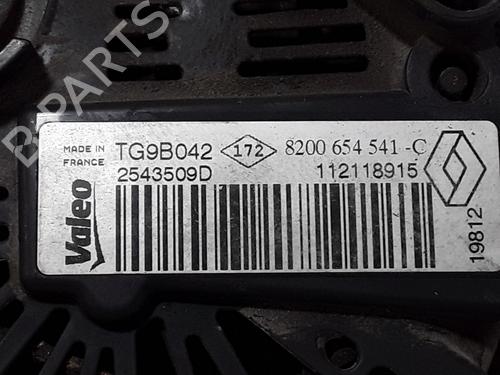 B PARTS
MADE IN FRANCE TG9B042 172 8200 654 541 -C
2543509D 112118915
Valeo
19812